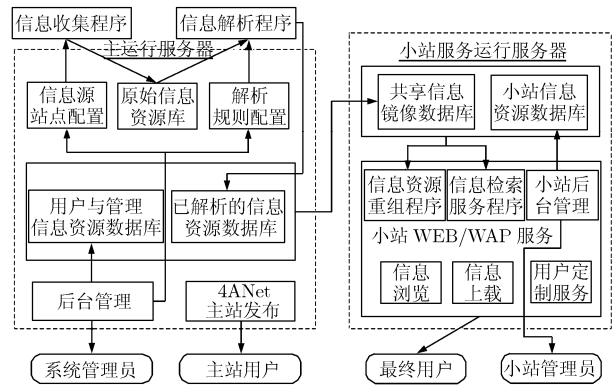 信息收集程序
信息解析程序
主运行服务器
信息源
站点配置
原始信息
资源库
解析
规则配置
用户与管理
信息资源数据库
已解析的信息
资源数据库
后台管理
4ANet
主站发布
系统管理员
主站用户
小站服务运行服务器
共享信息
镜像数据库
小站信息
资源数据库
信息资源
重组程序
信息检索
服务程序
小站后
台管理
小站 WEB/WAP 服务
信息
浏览
信息
上载
用户定
制服务
最终用户
小站管理员